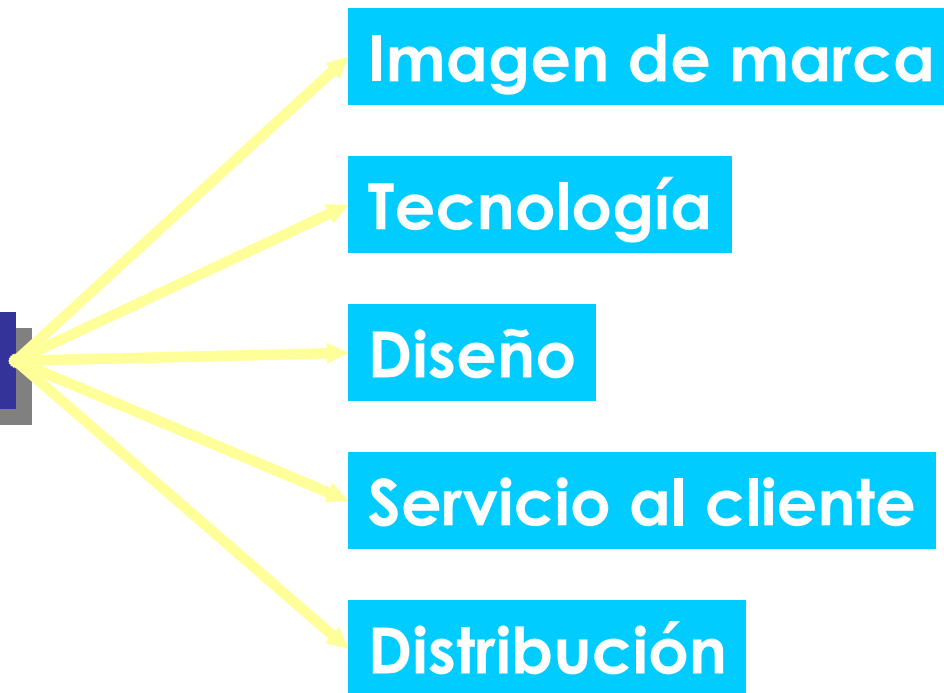 Imagen de marca
Tecnología
Diseño
Servicio al cliente
Distribución